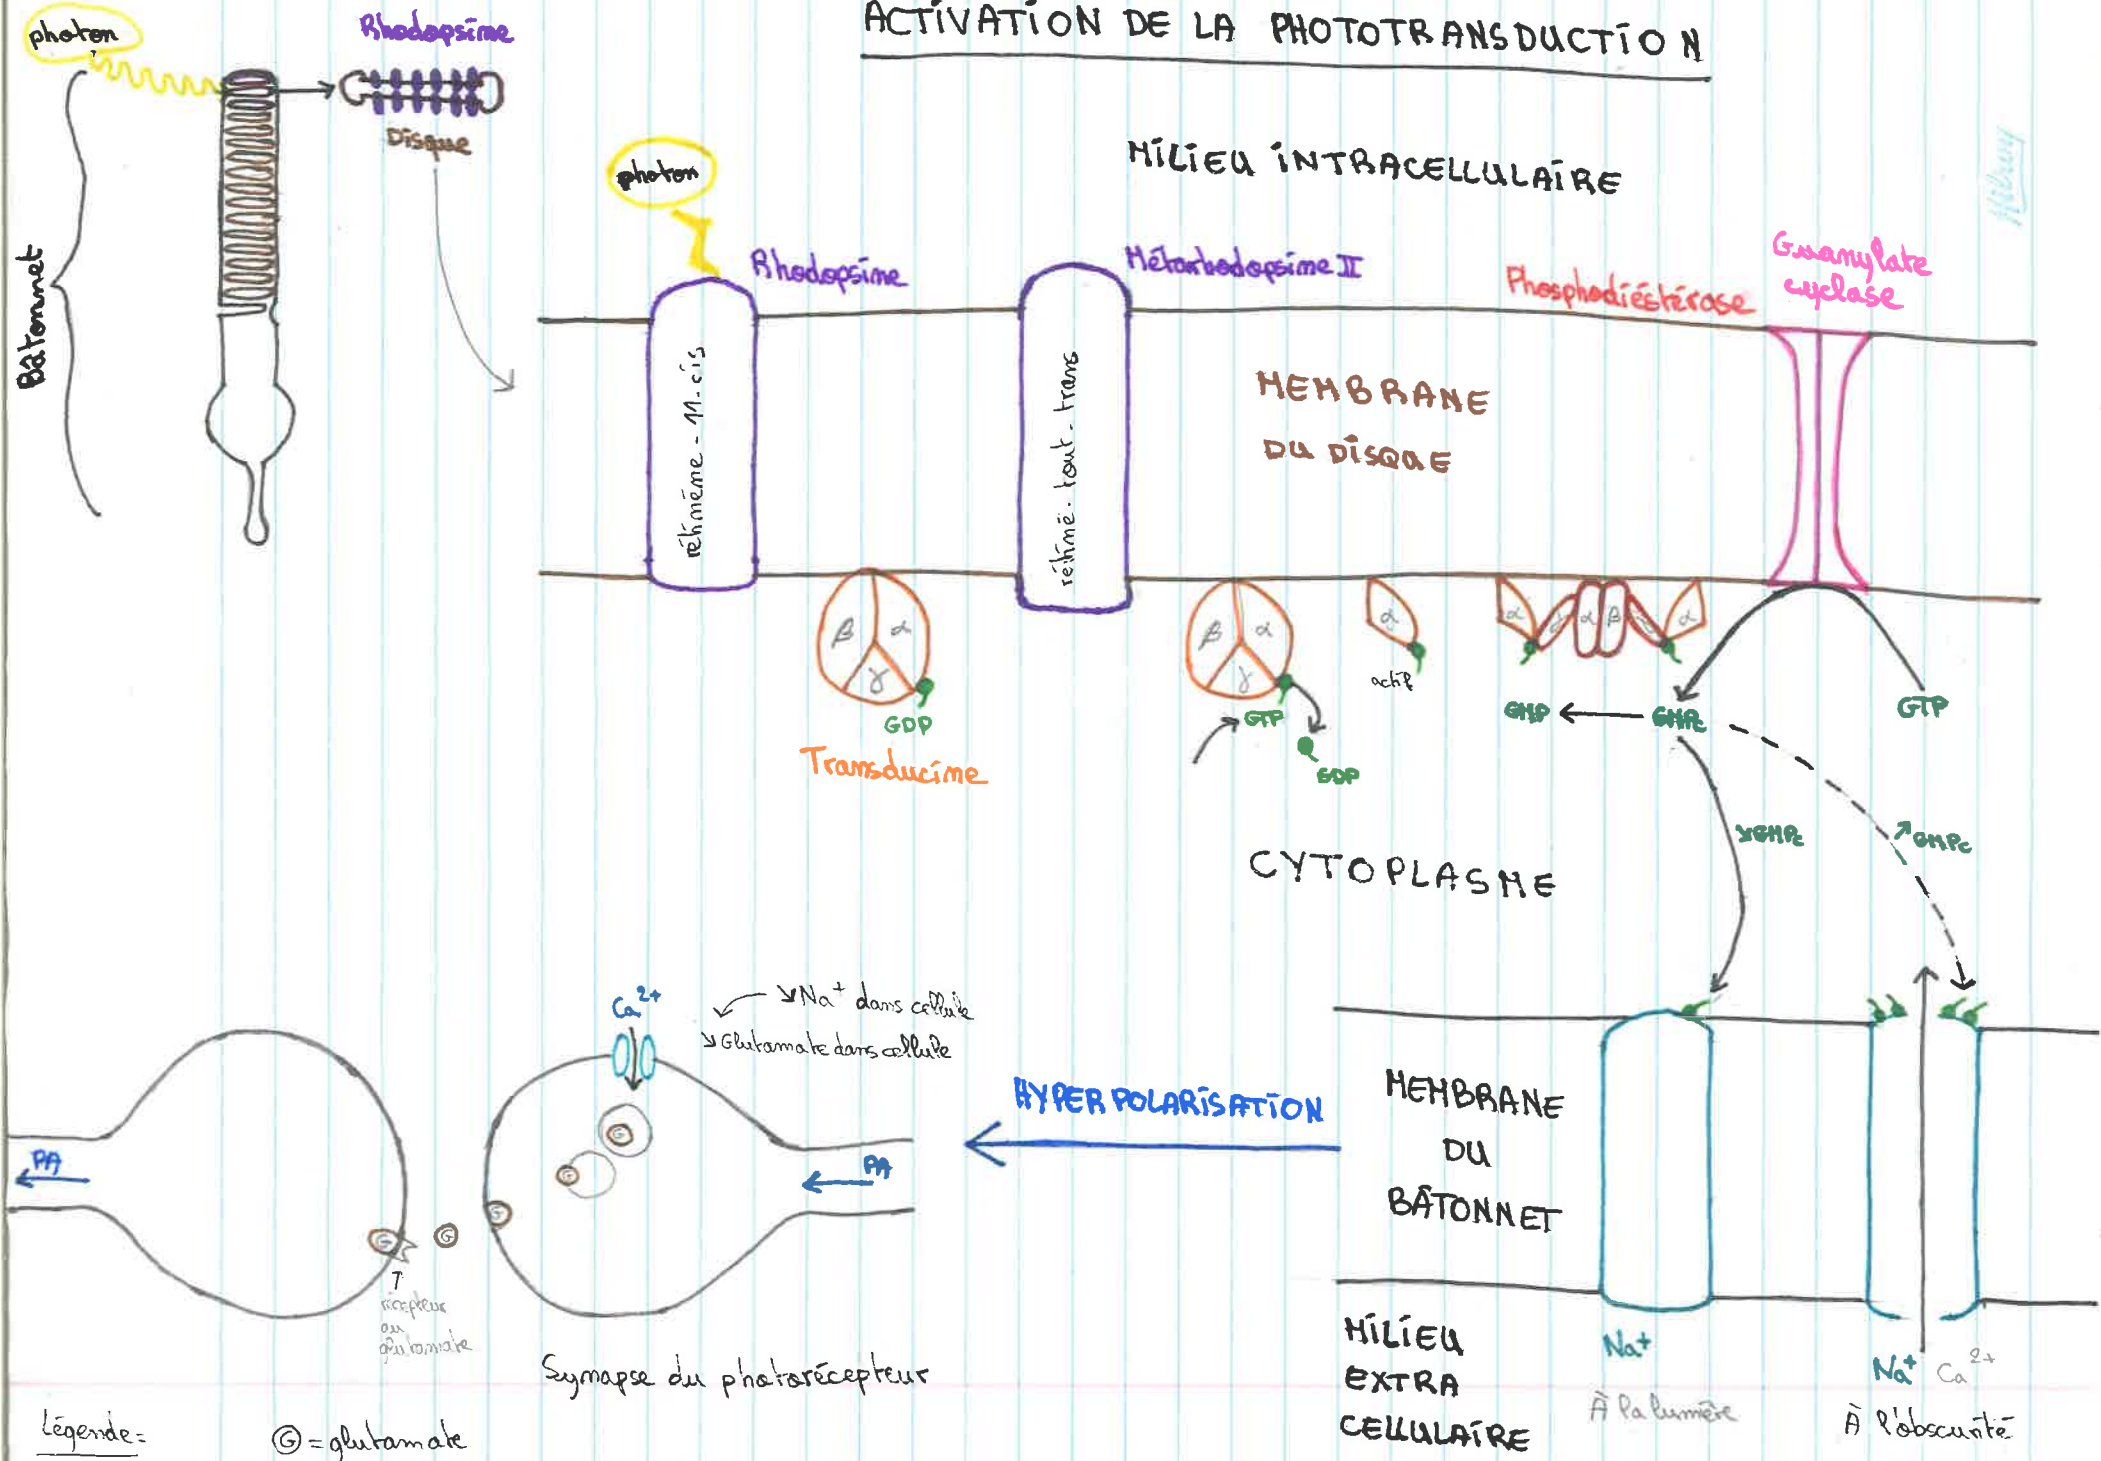 ACTIVATION DE LA PHOTOTRANSDUCTION
photon
Rhodopsine
Disque
Bâtonnet
MILIEU INTRACELLULAIRE
photon
Rhodopsine
Métarhodopsine II
Phosphodiéstérase
Guanylate
cyclase
rétinène-11-cis
rétiné-tout-trans
MEMBRANE
DU DISQUE
β α
γ
GDP
Transducine
β α
γ
GTP
GDP
α
actif
α
α
β
α
GMP
GMPc
GTP
↘GMPc
↗GMPc
CYTOPLASME
Ca2+
↘Na+ dans cellule
↘Glutamate dans cellule
HYPERPOLARISATION
MEMBRANE
DU
BÂTONNET
PA
PA
G
G
G
G
G
récepteur
au
glutamate
Synapse du photorécepteur
MILIEU
EXTRA
CELLULAIRE
Na+
À la lumière
Na+ Ca2+
À l'obscurité
Légende=
G = glutamate